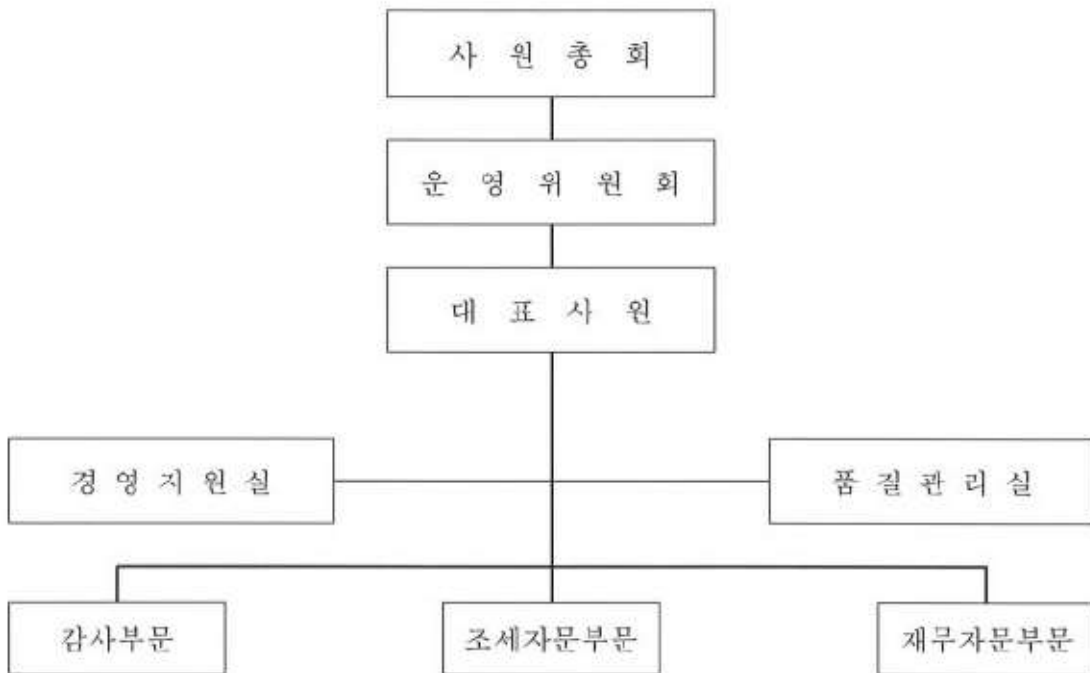 사 원 총 회
운 영 위 원 회
대 표 사 원
경 영 지 원 실
품 질 관 리 실
감사부문
조세자문부문
재무자문부문